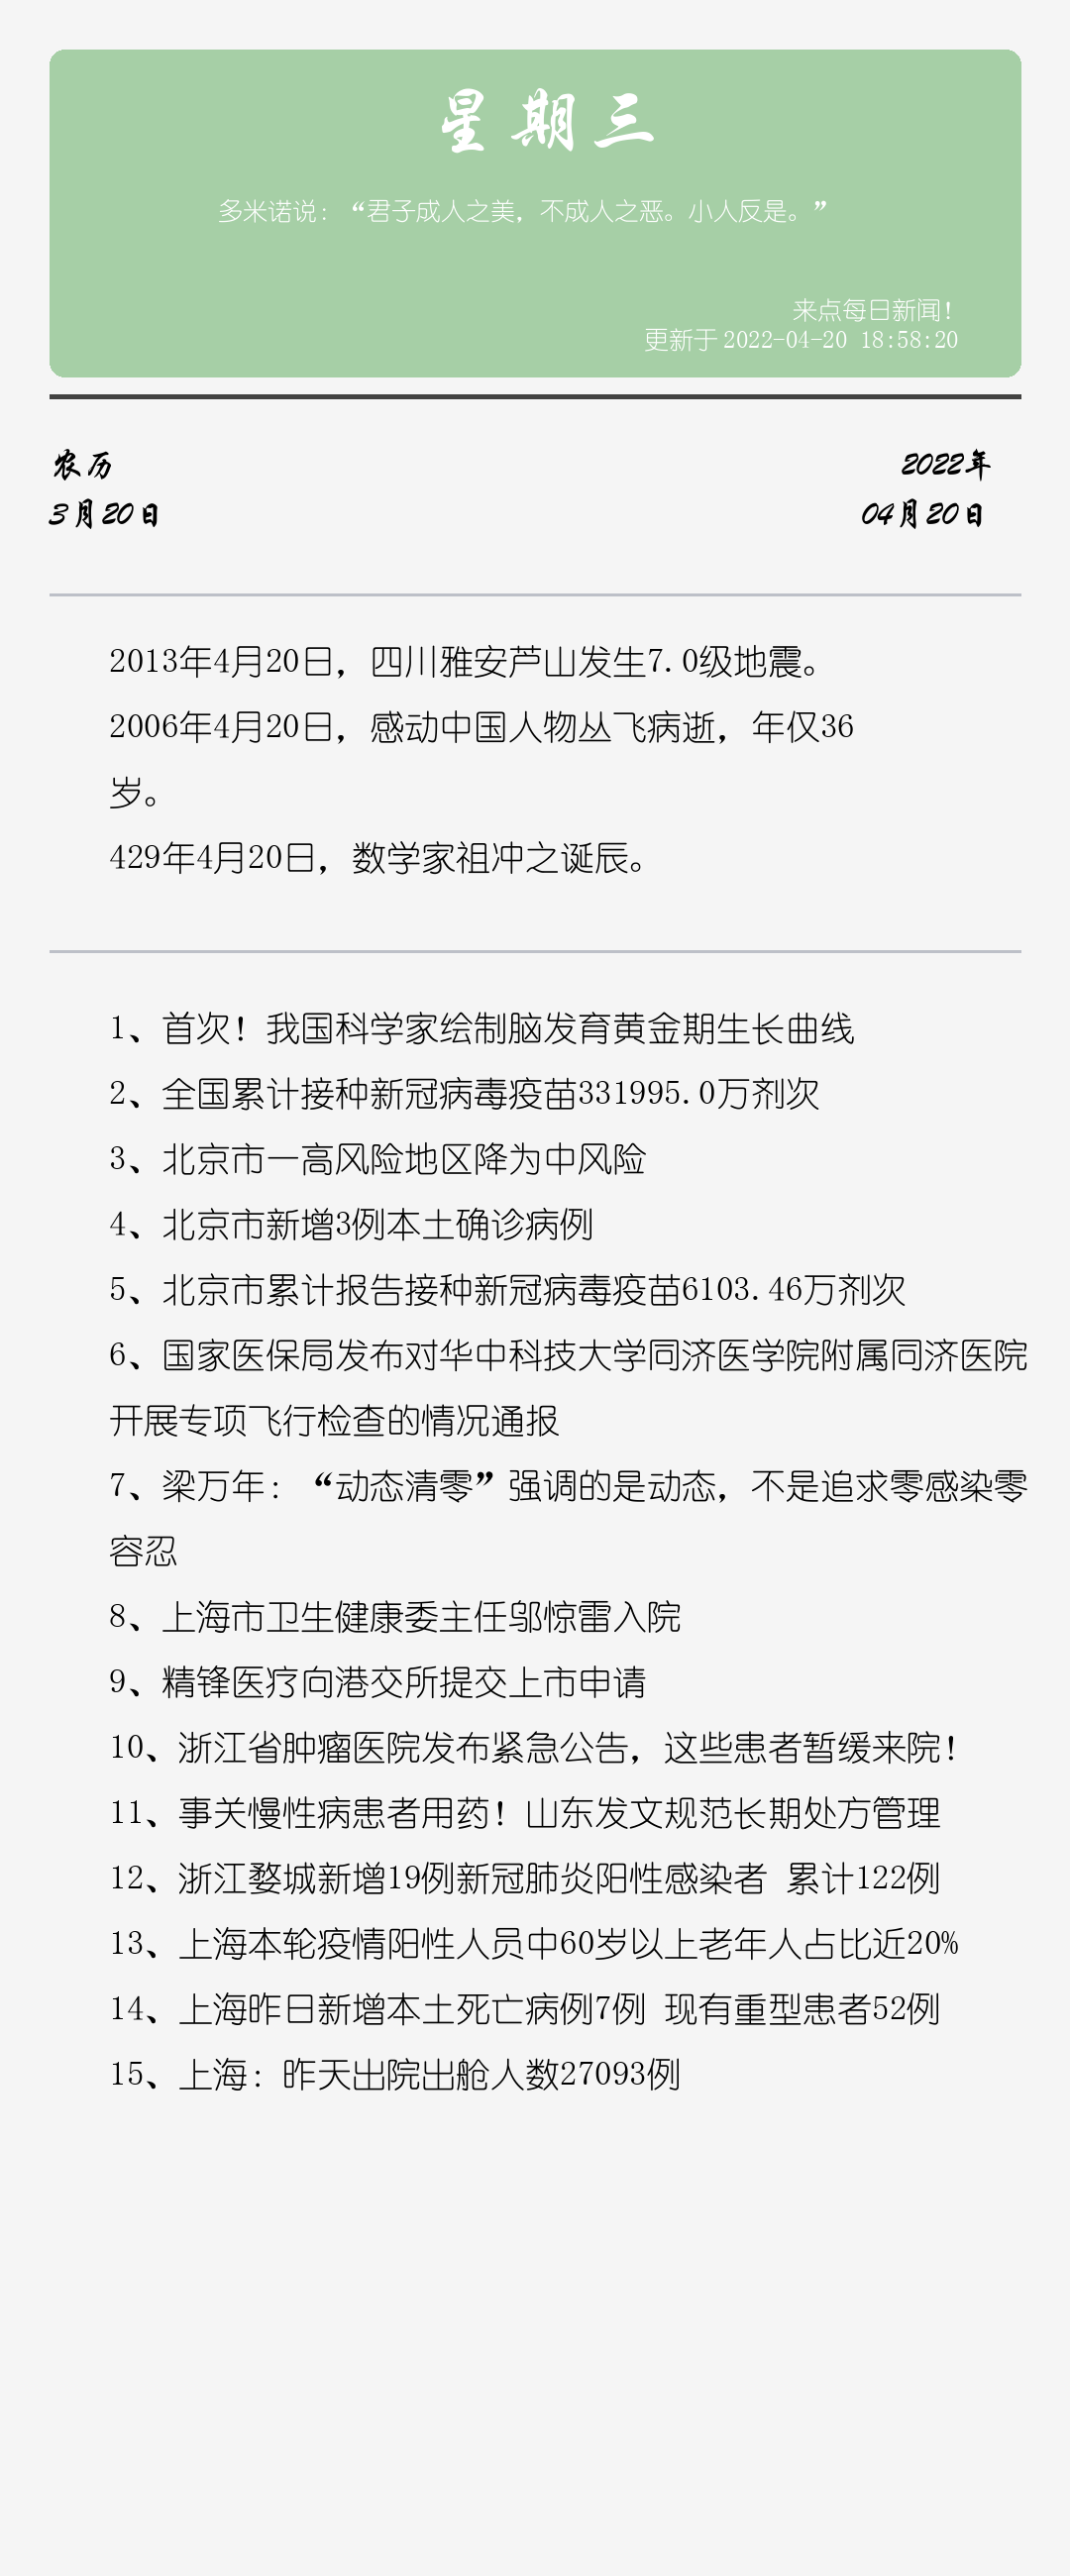 星期三
多米诺说：“君子成人之美，不成人之恶。小人反是。”
来点每日新闻！
更新于 2022-04-20 18:58:20
农历
2022年
3月20日
04月20日
2013年4月20日，四川雅安芦山发生7.0级地震。
2006年4月20日，感动中国人物丛飞病逝，年仅36
岁。
429年4月20日，数学家祖冲之诞辰。
1、首次！我国科学家绘制脑发育黄金期生长曲线
2、全国累计接种新冠病毒疫苗331995.0万剂次
3、北京市一高风险地区降为中风险
4、北京市新增3例本土确诊病例
5、北京市累计报告接种新冠病毒疫苗6103.46万剂次
6、国家医保局发布对华中科技大学同济医学院附属同济医院
开展专项飞行检查的情况通报
7、梁万年：“动态清零”强调的是动态，不是追求零感染零
容忍
8、上海市卫生健康委主任邬惊雷入院
9、精锋医疗向港交所提交上市申请
10、浙江省肿瘤医院发布紧急公告，这些患者暂缓来院！
11、事关慢性病患者用药！山东发文规范长期处方管理
12、浙江婺城新增19例新冠肺炎阳性感染者 累计122例
13、上海本轮疫情阳性人员中60岁以上老年人占比近20%
14、上海昨日新增本土死亡病例7例 现有重型患者52例
15、上海：昨天出院出舱人数27093例